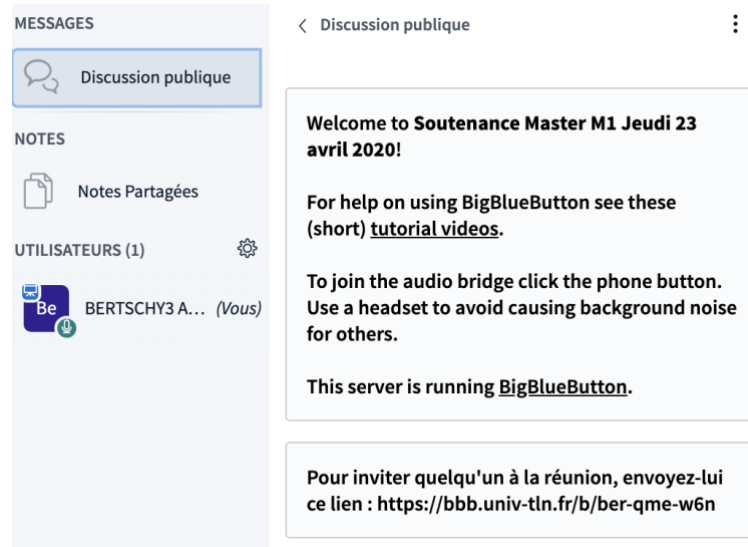 MESSAGES
Discussion publique
NOTES
Notes Partagées
UTILISATEURS (1)
Be
BERTSCHY3 A... (Vous)
Discussion publique
Welcome to Soutenance Master M1 Jeudi 23
avril 2020!
For help on using BigBlueButton see these
(short) tutorial videos.
To join the audio bridge click the phone button.
Use a headset to avoid causing background noise
for others.
This server is running BigBlueButton.
Pour inviter quelqu'un à la réunion, envoyez-lui
ce lien : https://bbb.univ-tln.fr/b/ber-qme-w6n